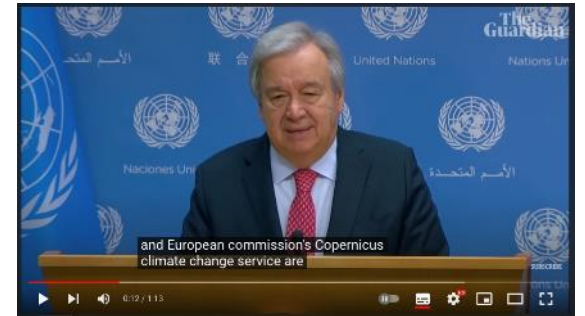 The
Guardian
الأمم المتحدة
联合
United Nations
Nations Un
Naciones Uni
الأمم المتحدة
and European commission's Copernicus
climate change service are
SUBSCRIBE
0:12 / 1:13